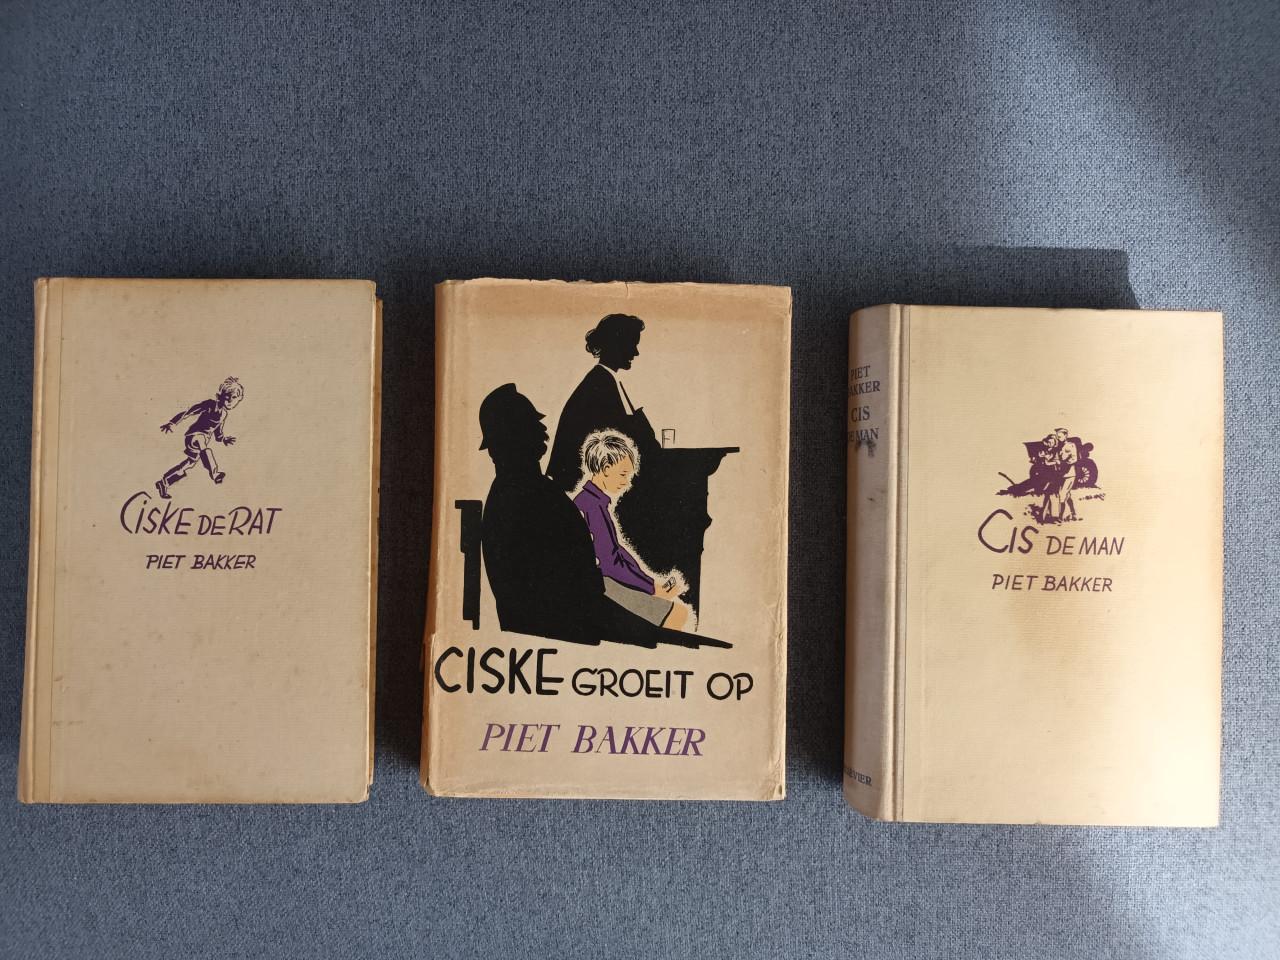 CISKE DE RAT
PIET BAKKER
CISKE GROEIT OP
PIET BAKKER
PIET
BAKKER
CIS
DE MAN
CIS DE MAN
PIET BAKKER
ELSEVIER